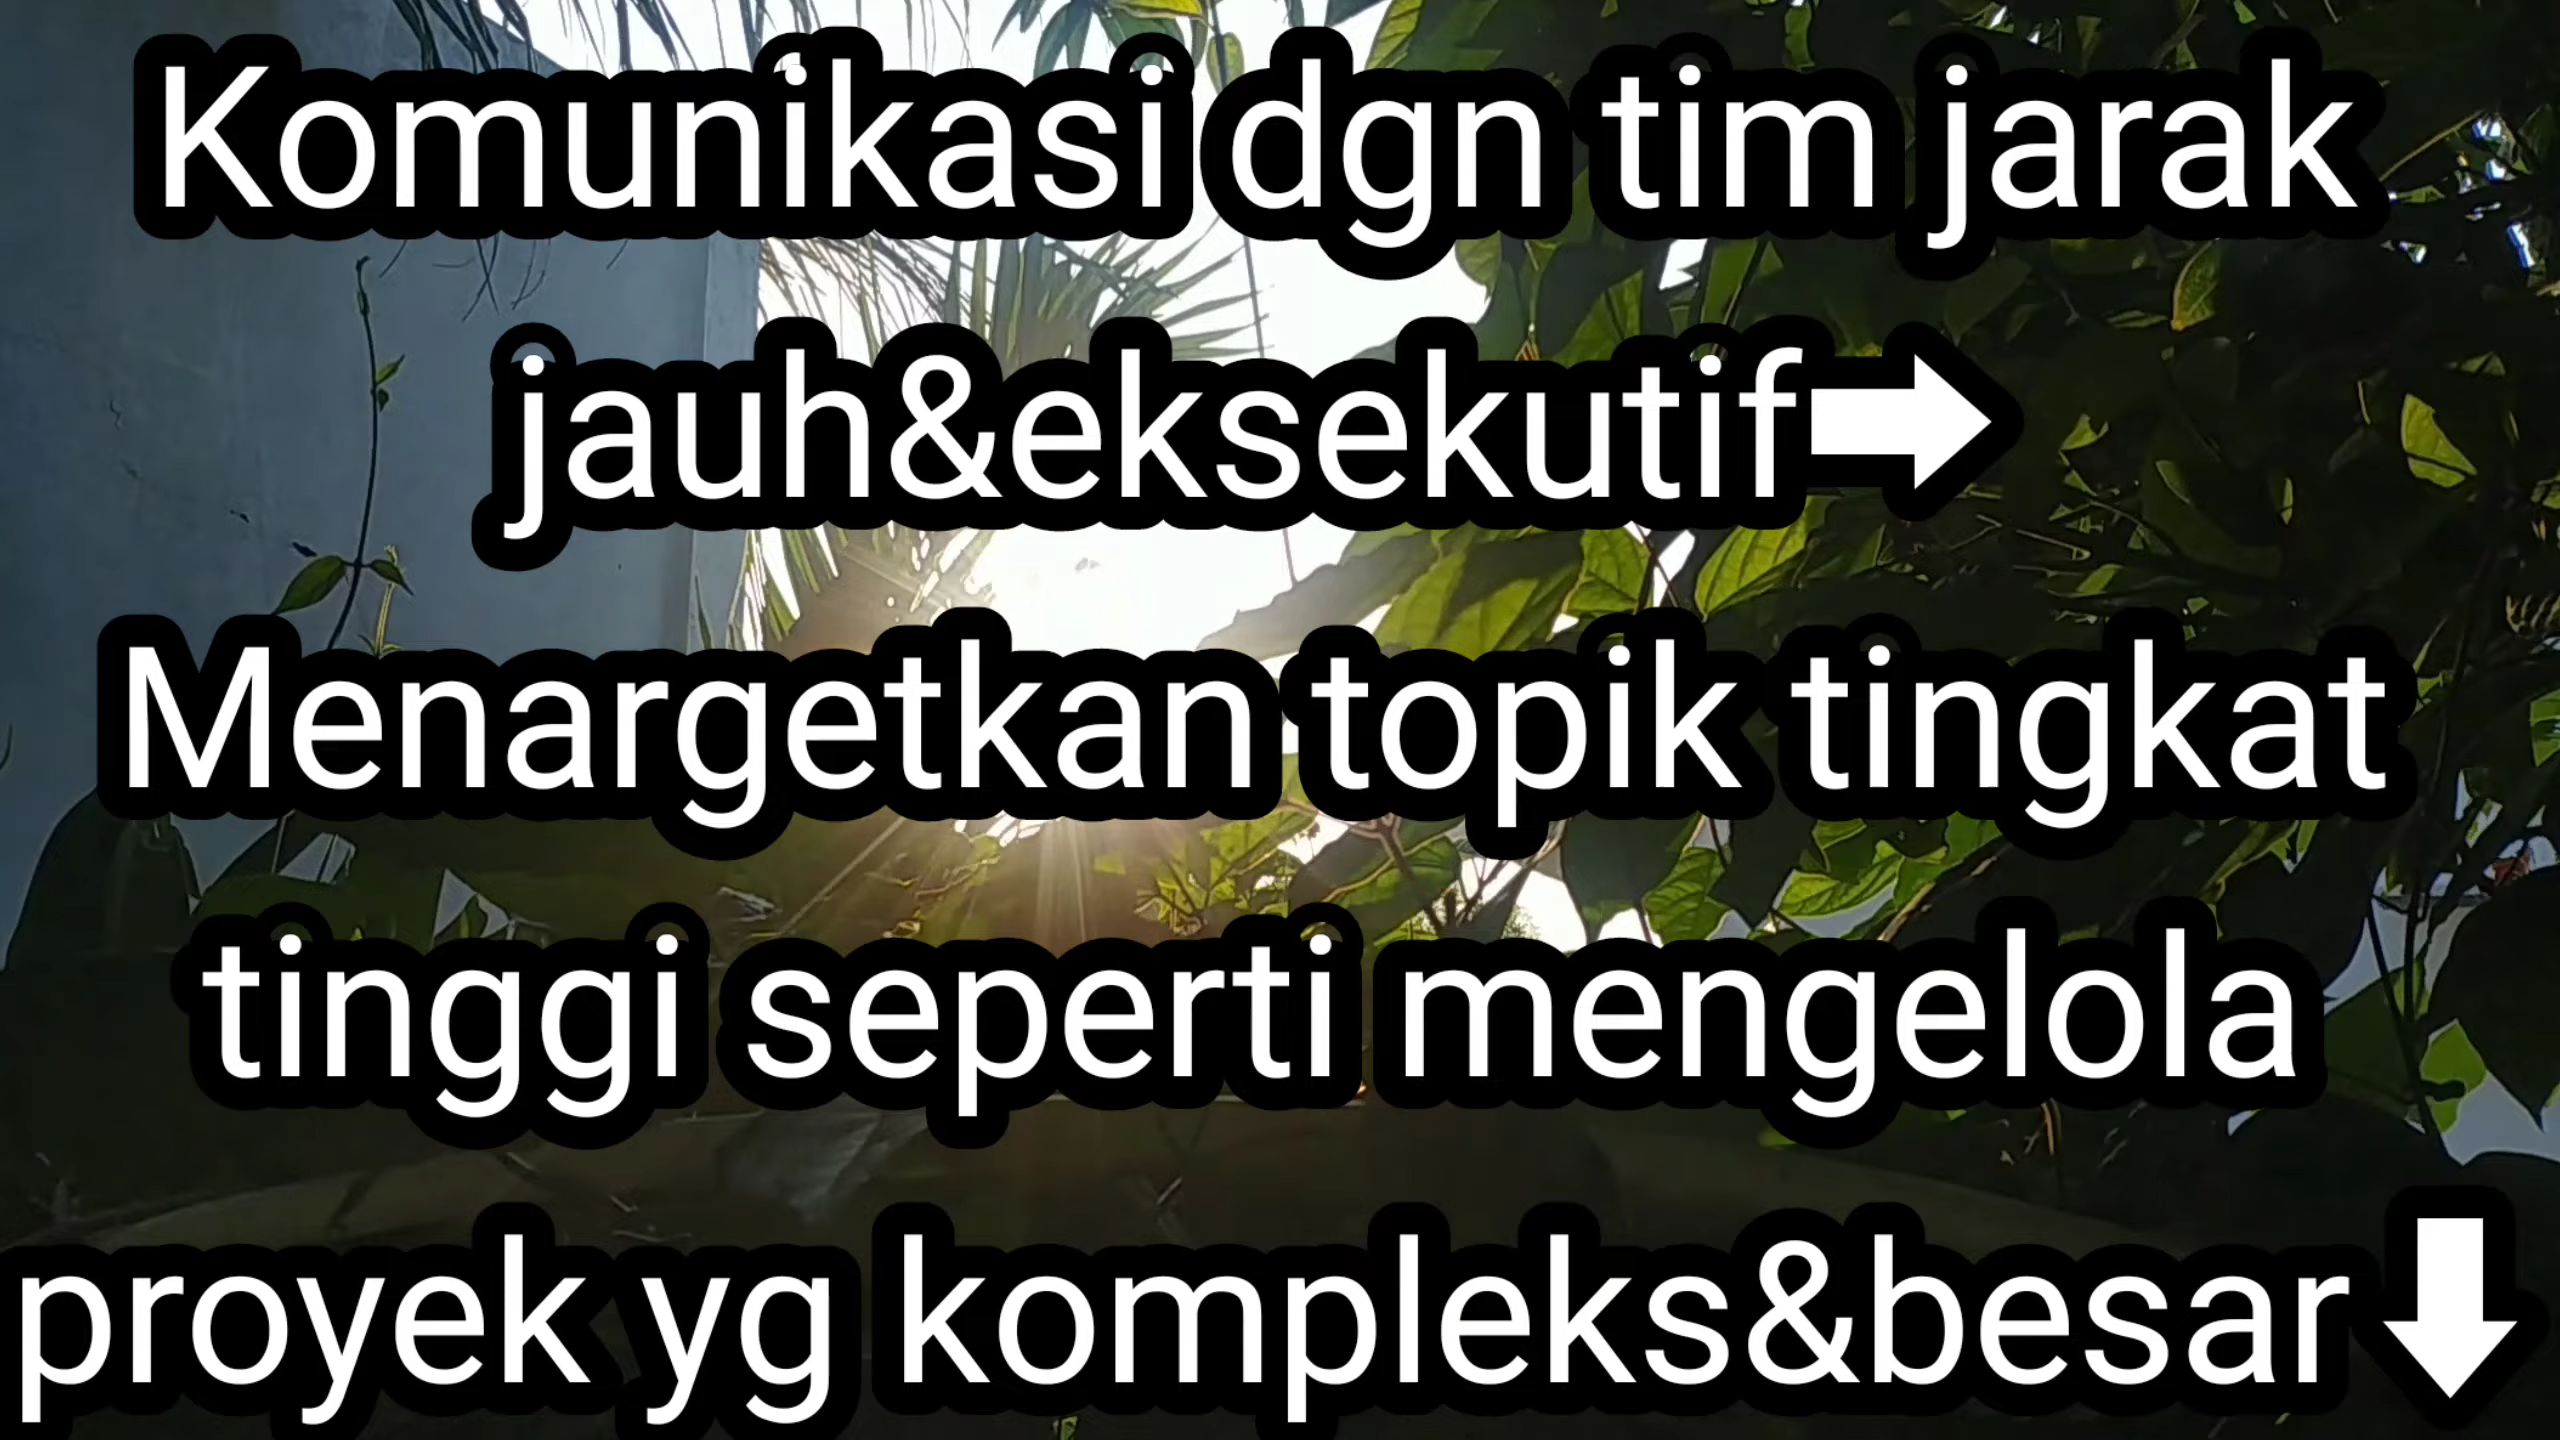 Komunikasi dgn tim jarak
jauh&eksekutif➡
Menargetkan topik tingkat
tinggi seperti mengelola
proyek yg kompleks&besar⬇